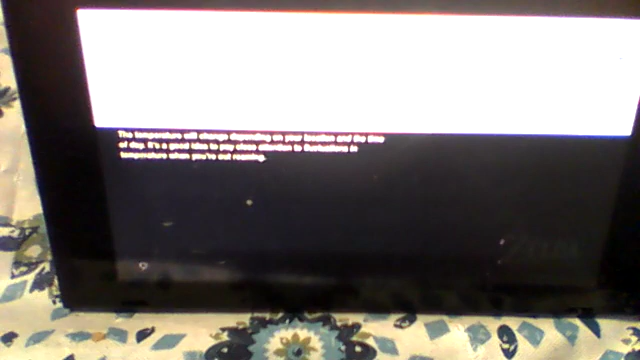 The temperature will change depending on your location and the time
of day. It's a good idea to pay close attention to fluctuations in
temperature when you're out roaming.
ZELDA